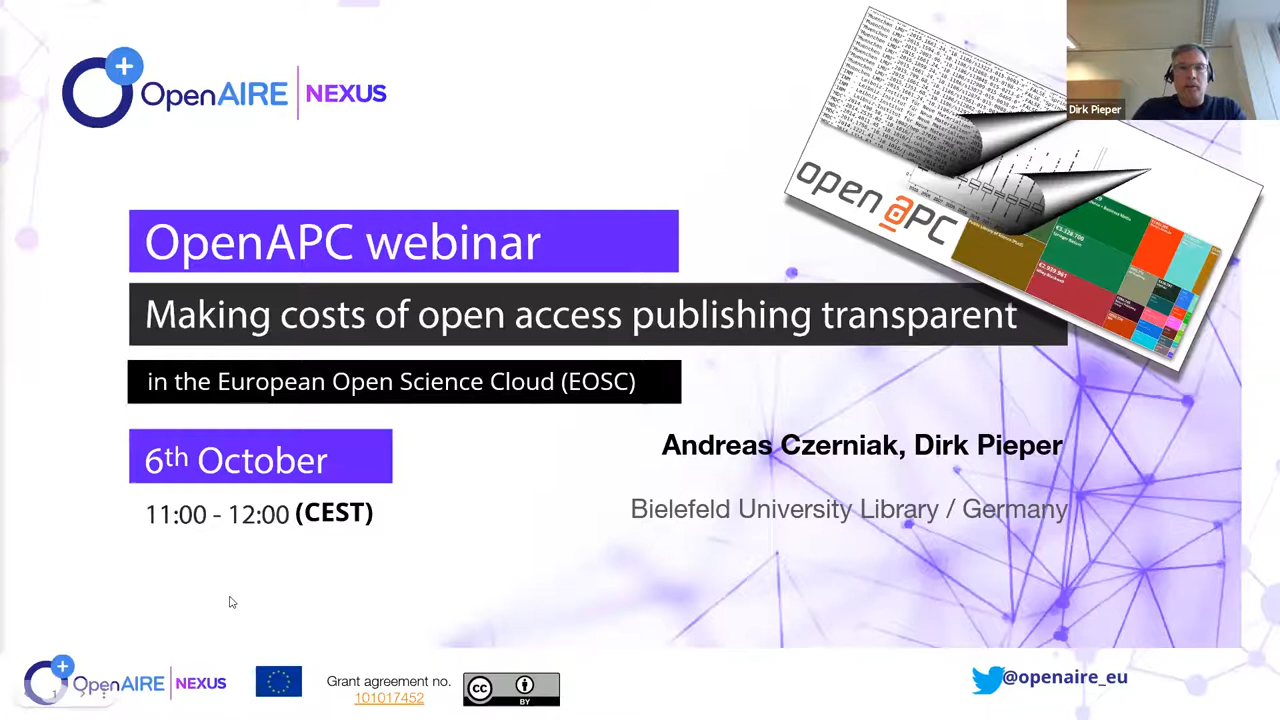 OpenAIRE NEXUS
Dirk Pieper
open aPC
OpenAPC webinar
Making costs of open access publishing transparent
in the European Open Science Cloud (EOSC)
6th October
11:00 - 12:00 (CEST)
Andreas Czerniak, Dirk Pieper
Bielefeld University Library / Germany
OpenAIRE NEXUS
Grant agreement no.
101017452
cc BY
@openaire_eu